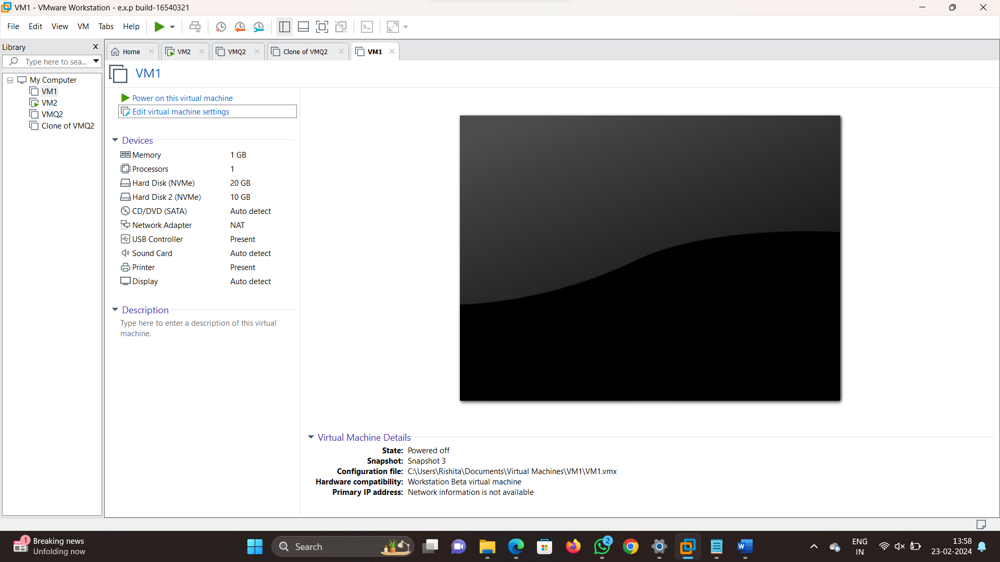 VM1 - VMware Workstation - e.x.p build-16540321
File Edit View VM Tabs Help
Library
Type here to sea...
My Computer
VM1
VM2
VMQ2
Clone of VMQ2
Home VM2 VMQ2 Clone of VMQ2 VM1
VM1
Power on this virtual machine
Edit virtual machine settings
Devices
Memory 1 GB
Processors 1
Hard Disk (NVMe) 20 GB
Hard Disk 2 (NVMe) 10 GB
CD/DVD (SATA) Auto detect
Network Adapter NAT
USB Controller Present
Sound Card Auto detect
Printer Present
Display Auto detect
Description
Type here to enter a description of this virtual
machine.
Virtual Machine Details
State: Powered off
Snapshot: Snapshot 3
Configuration file: C:\Users\Rishita\Documents\Virtual Machines\VM1\VM1.vmx
Hardware compatibility: Workstation Beta virtual machine
Primary IP address: Network information is not available
1
Breaking news
Unfolding now
Search
2
W
ENG
IN
13:58
23-02-2024